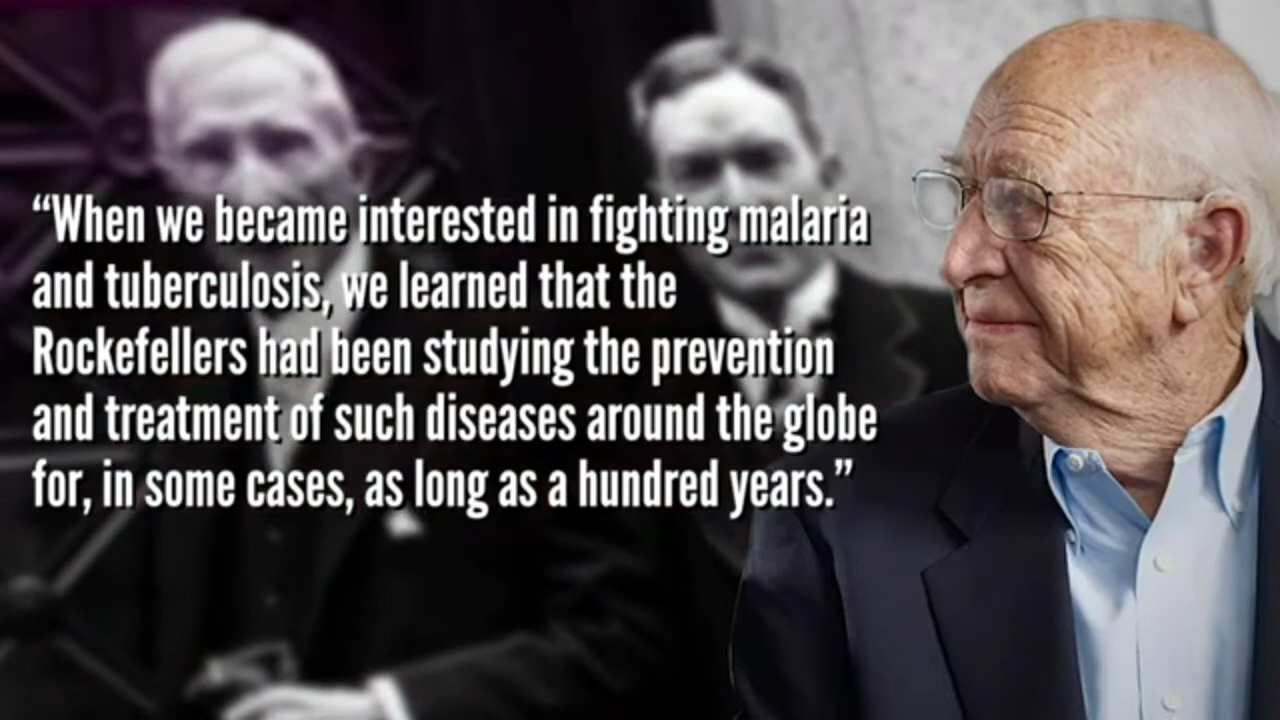 “When we became interested in fighting malaria
and tuberculosis, we learned that the
Rockefellers had been studying the prevention
and treatment of such diseases around the globe
for, in some cases, as long as a hundred years.”